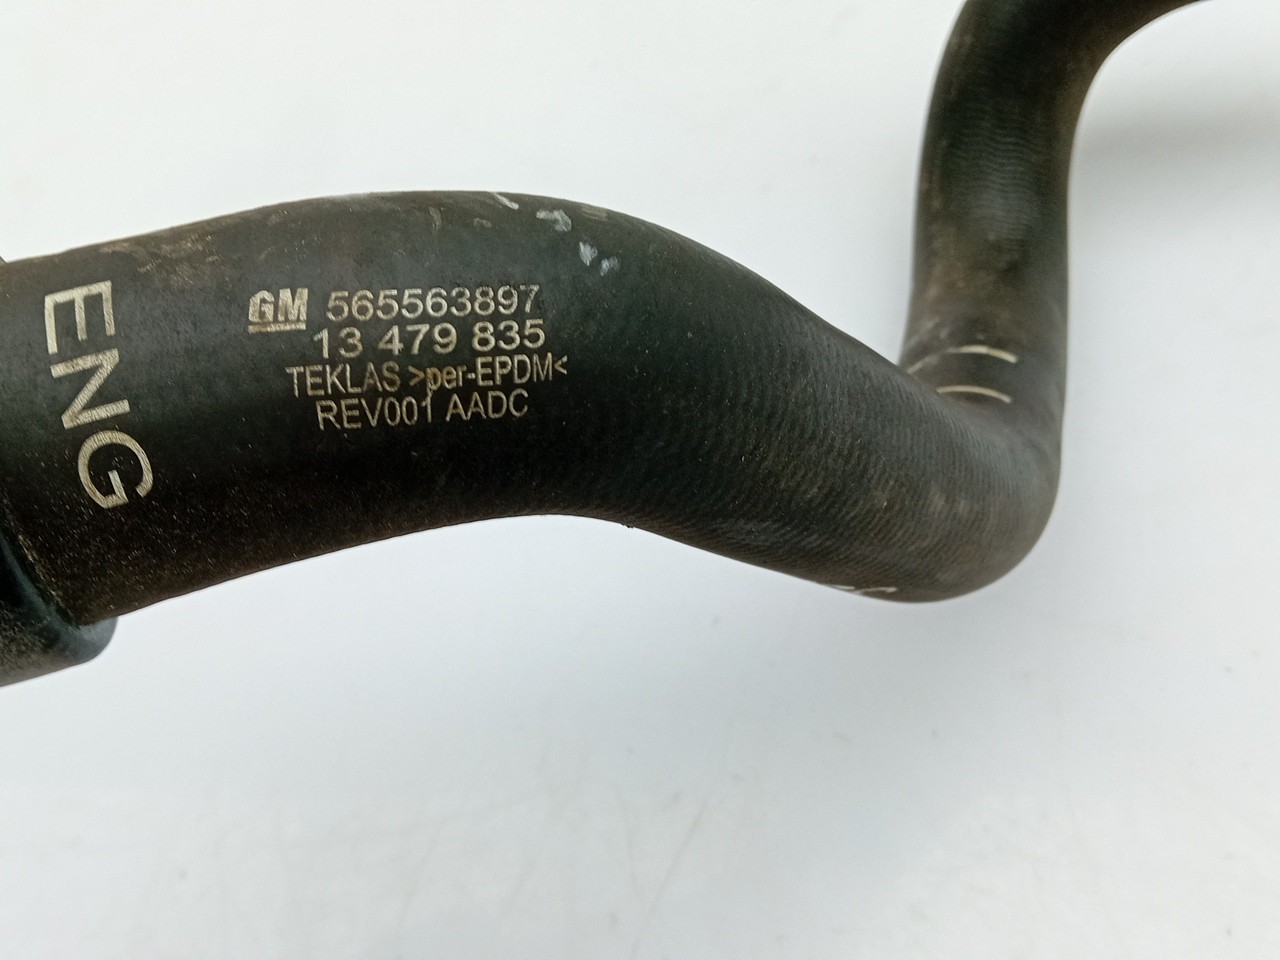 ENG
GM 565563897
13 479 835
TEKLAS >per-EPDM<
REV001 AADC